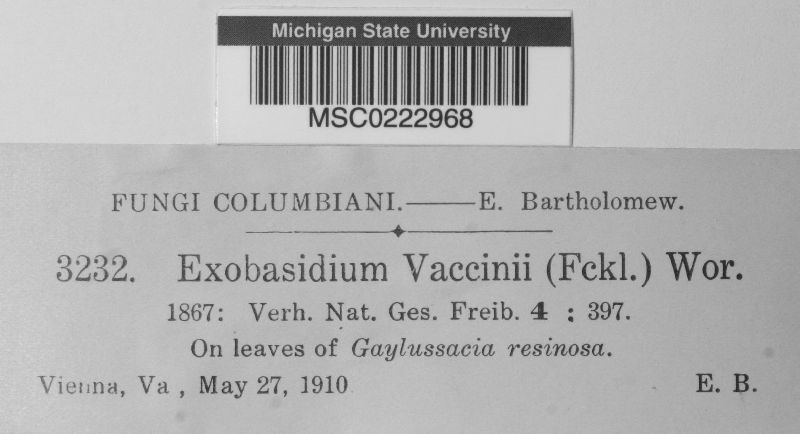 Michigan State University
MSC0222968
FUNGI COLUMBIANI.——E. Bartholomew.
3232. Exobasidium Vaccinii (Fckl.) Wor.
1867: Verh. Nat. Ges. Freib. 4 : 397.
On leaves of Gaylussacia resinosa.
Vienna, Va , May 27, 1910
E. B.